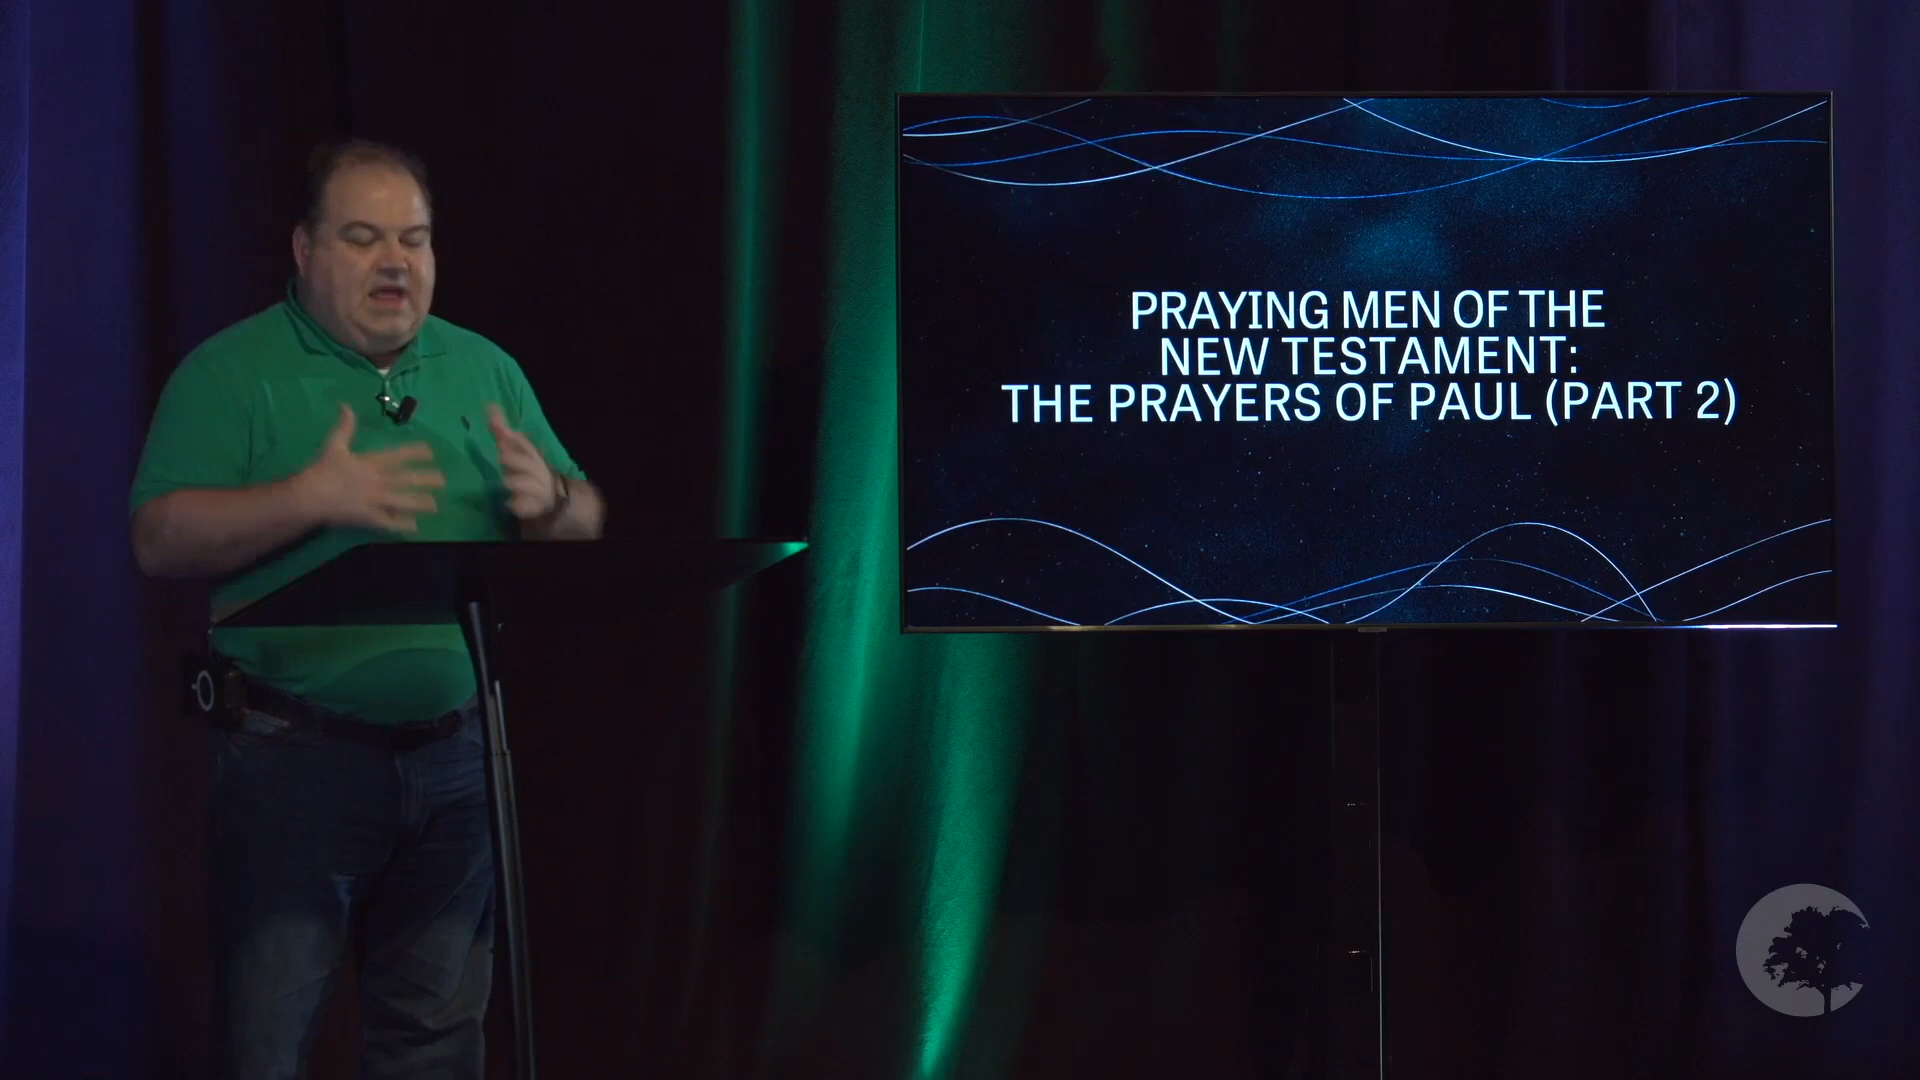 PRAYING MEN OF THE
NEW TESTAMENT:
THE PRAYERS OF PAUL (PART 2)